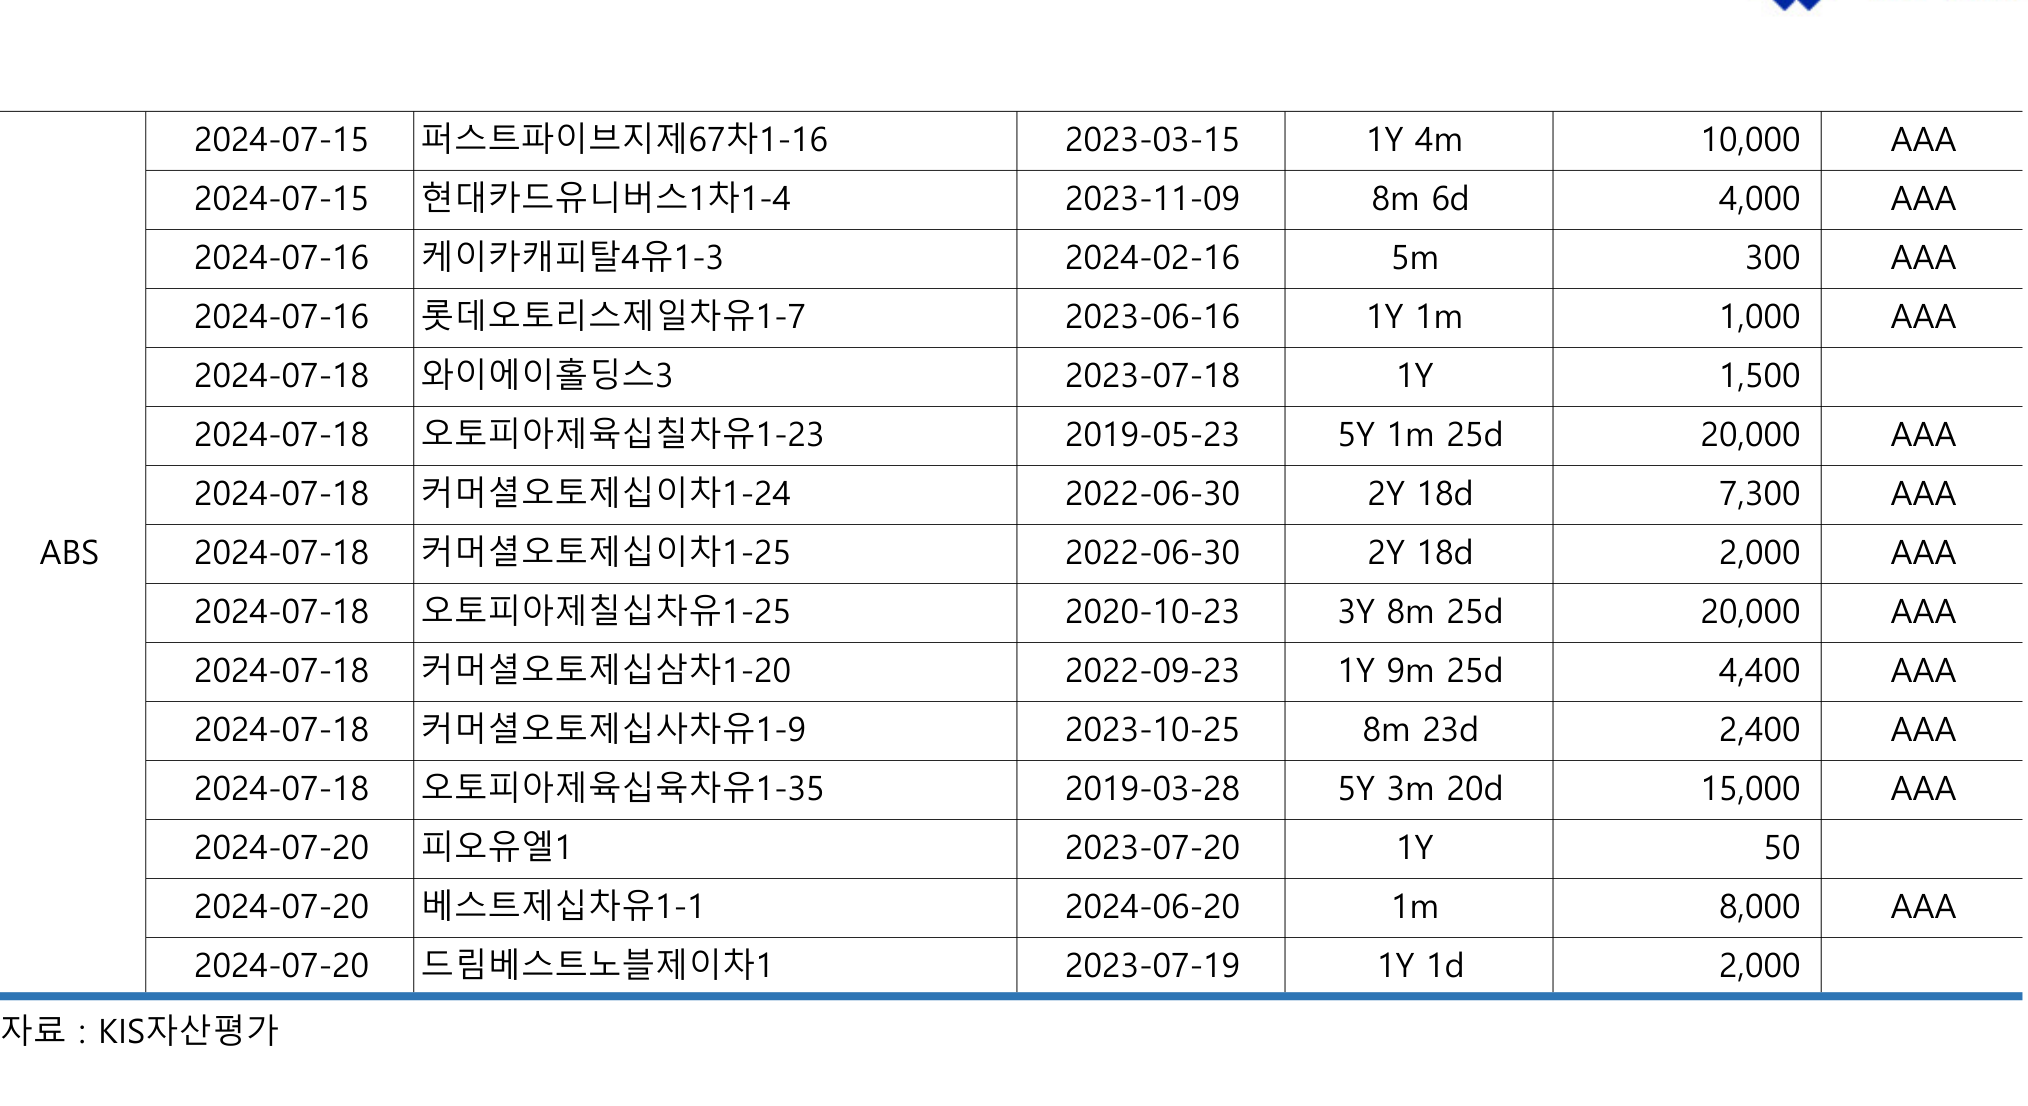 2024-07-15 퍼스트파이브지제67차1-16 2023-03-15 1Y 4m 10,000 AAA
2024-07-15 현대카드유니버스1차1-4 2023-11-09 8m 6d 4,000 AAA
2024-07-16 케이카캐피탈4유1-3 2024-02-16 5m 300 AAA
2024-07-16 롯데오토리스제일차유1-7 2023-06-16 1Y 1m 1,000 AAA
2024-07-18 와이에이홀딩스3 2023-07-18 1Y 1,500
2024-07-18 오토피아제육십칠차유1-23 2019-05-23 5Y 1m 25d 20,000 AAA
2024-07-18 커머셜오토제십이차1-24 2022-06-30 2Y 18d 7,300 AAA
ABS 2024-07-18 커머셜오토제십이차1-25 2022-06-30 2Y 18d 2,000 AAA
2024-07-18 오토피아제칠십차유1-25 2020-10-23 3Y 8m 25d 20,000 AAA
2024-07-18 커머셜오토제십삼차1-20 2022-09-23 1Y 9m 25d 4,400 AAA
2024-07-18 커머셜오토제십사차유1-9 2023-10-25 8m 23d 2,400 AAA
2024-07-18 오토피아제육십육차유1-35 2019-03-28 5Y 3m 20d 15,000 AAA
2024-07-20 피오유엘1 2023-07-20 1Y 50
2024-07-20 베스트제십차유1-1 2024-06-20 1m 8,000 AAA
2024-07-20 드림베스트노블제이차1 2023-07-19 1Y 1d 2,000
자료 : KIS자산평가